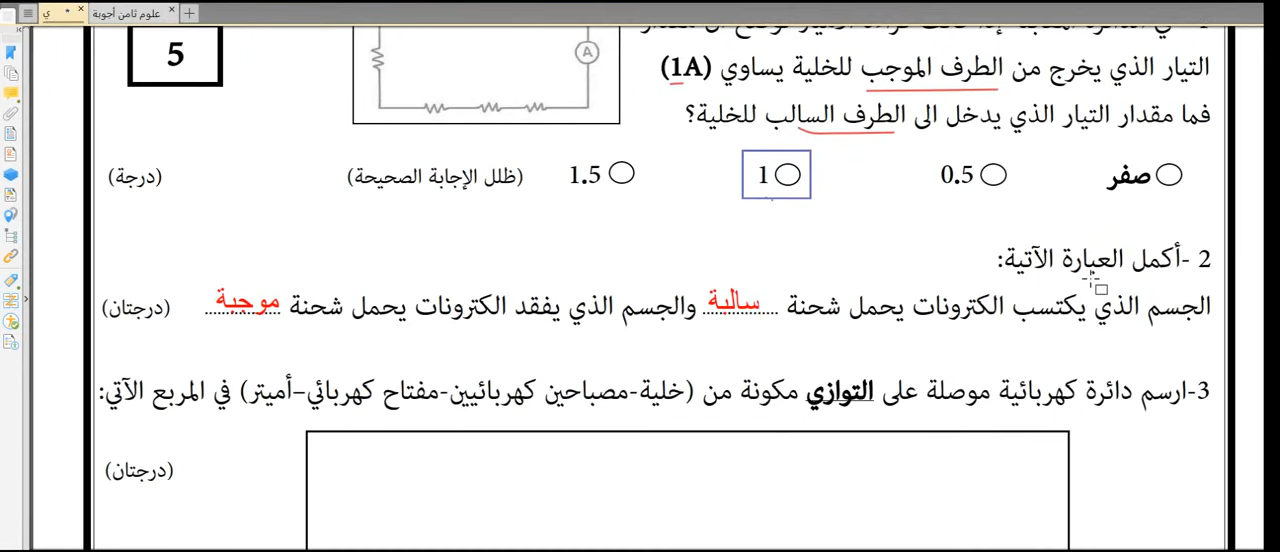 علوم ثامن أجوبة
ي
5
A
التيار الذي يخرج من الطرف الموجب للخلية يساوي (1A)
فما مقدار التيار الذي يدخل الى الطرف السالب للخلية؟
صفر 0.5 1 1.5 (ظلل الإجابة الصحيحة) (درجة)
2 -أكمل العبارة الآتية:
الجسم الذي يكتسب الكترونات يحمل شحنة سالبة والجسم الذي يفقد الكترونات يحمل شحنة موجبة (درجتان)
3-ارسم دائرة كهربائية موصلة على التوازي مكونة من (خلية-مصباحين كهربائيين-مفتاح كهربائي–أميتر) في المربع الآتي:
(درجتان)